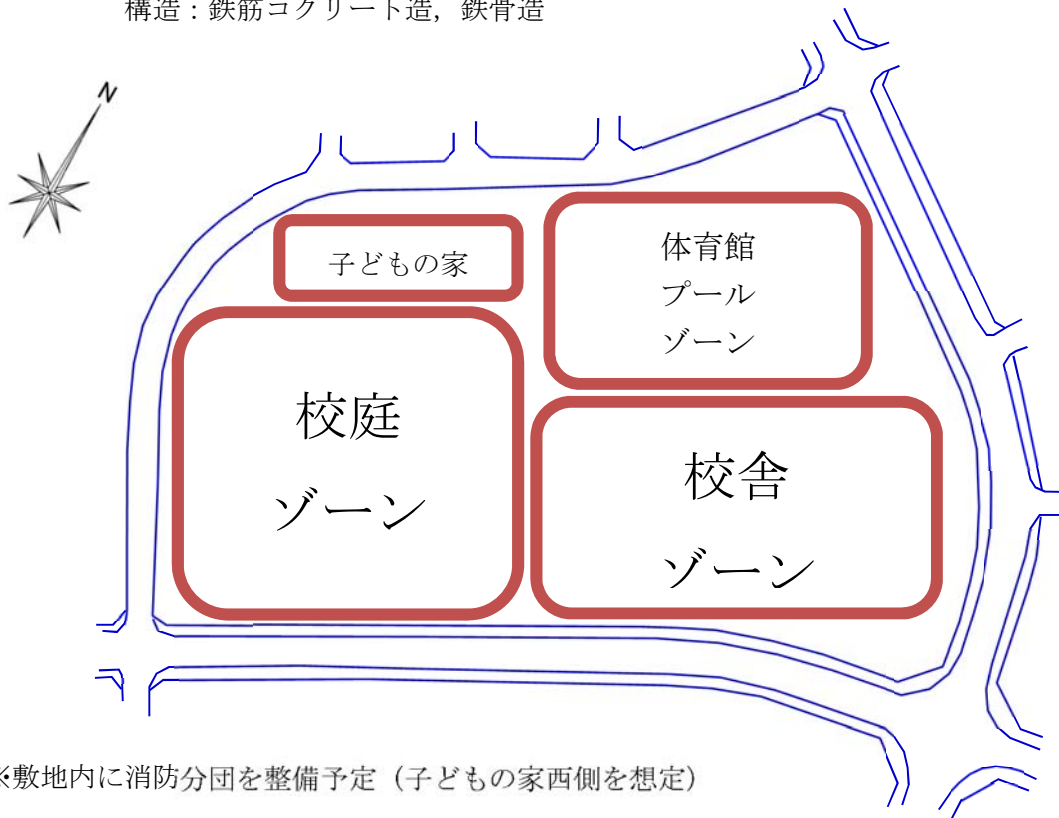 構造：鉄筋コクリート造，鉄骨造
N
子どもの家
体育館
プール
ゾーン
校庭
ゾーン
校舎
ゾーン
※敷地内に消防分団を整備予定（子どもの家西側を想定）